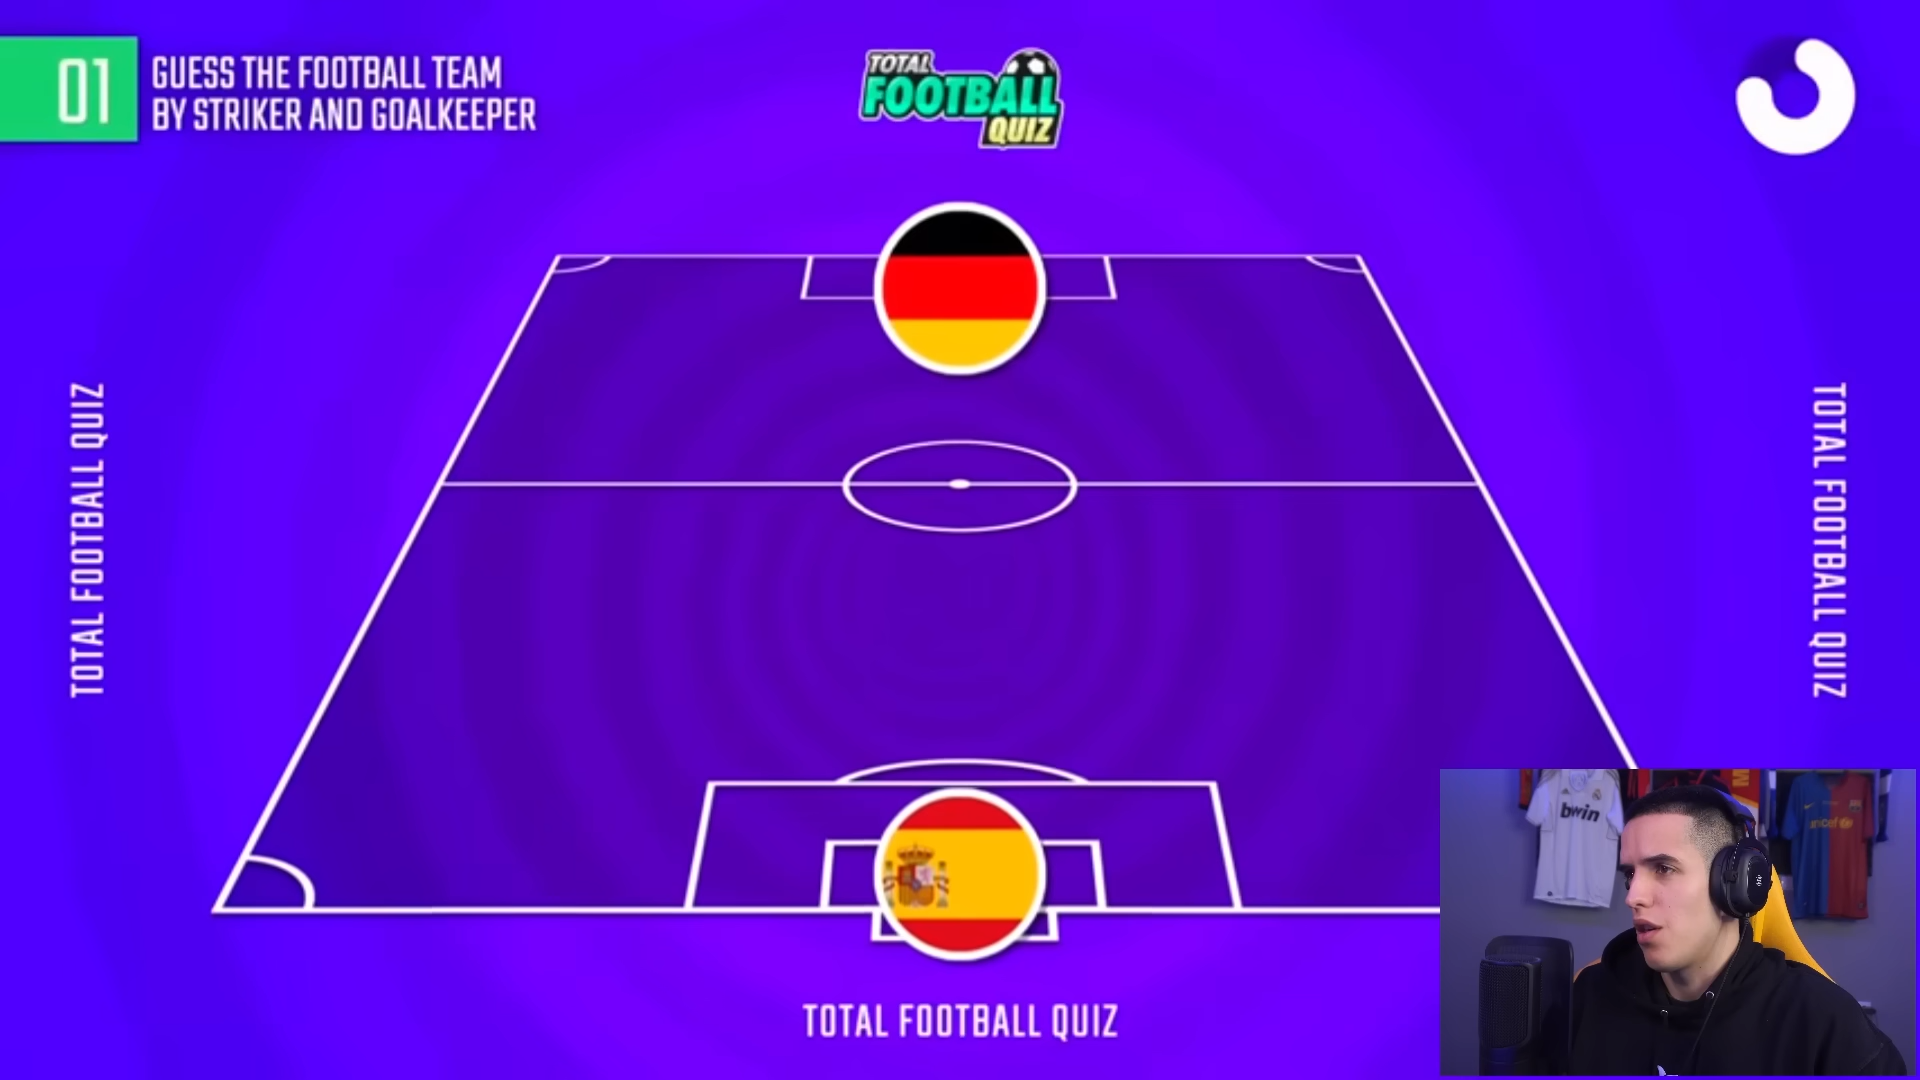 01
GUESS THE FOOTBALL TEAM
BY STRIKER AND GOALKEEPER
TOTAL
FOOTBALL
QUIZ
TOTAL FOOTBALL QUIZ
TOTAL FOOTBALL QUIZ
bwin
unicef
TOTAL FOOTBALL QUIZ